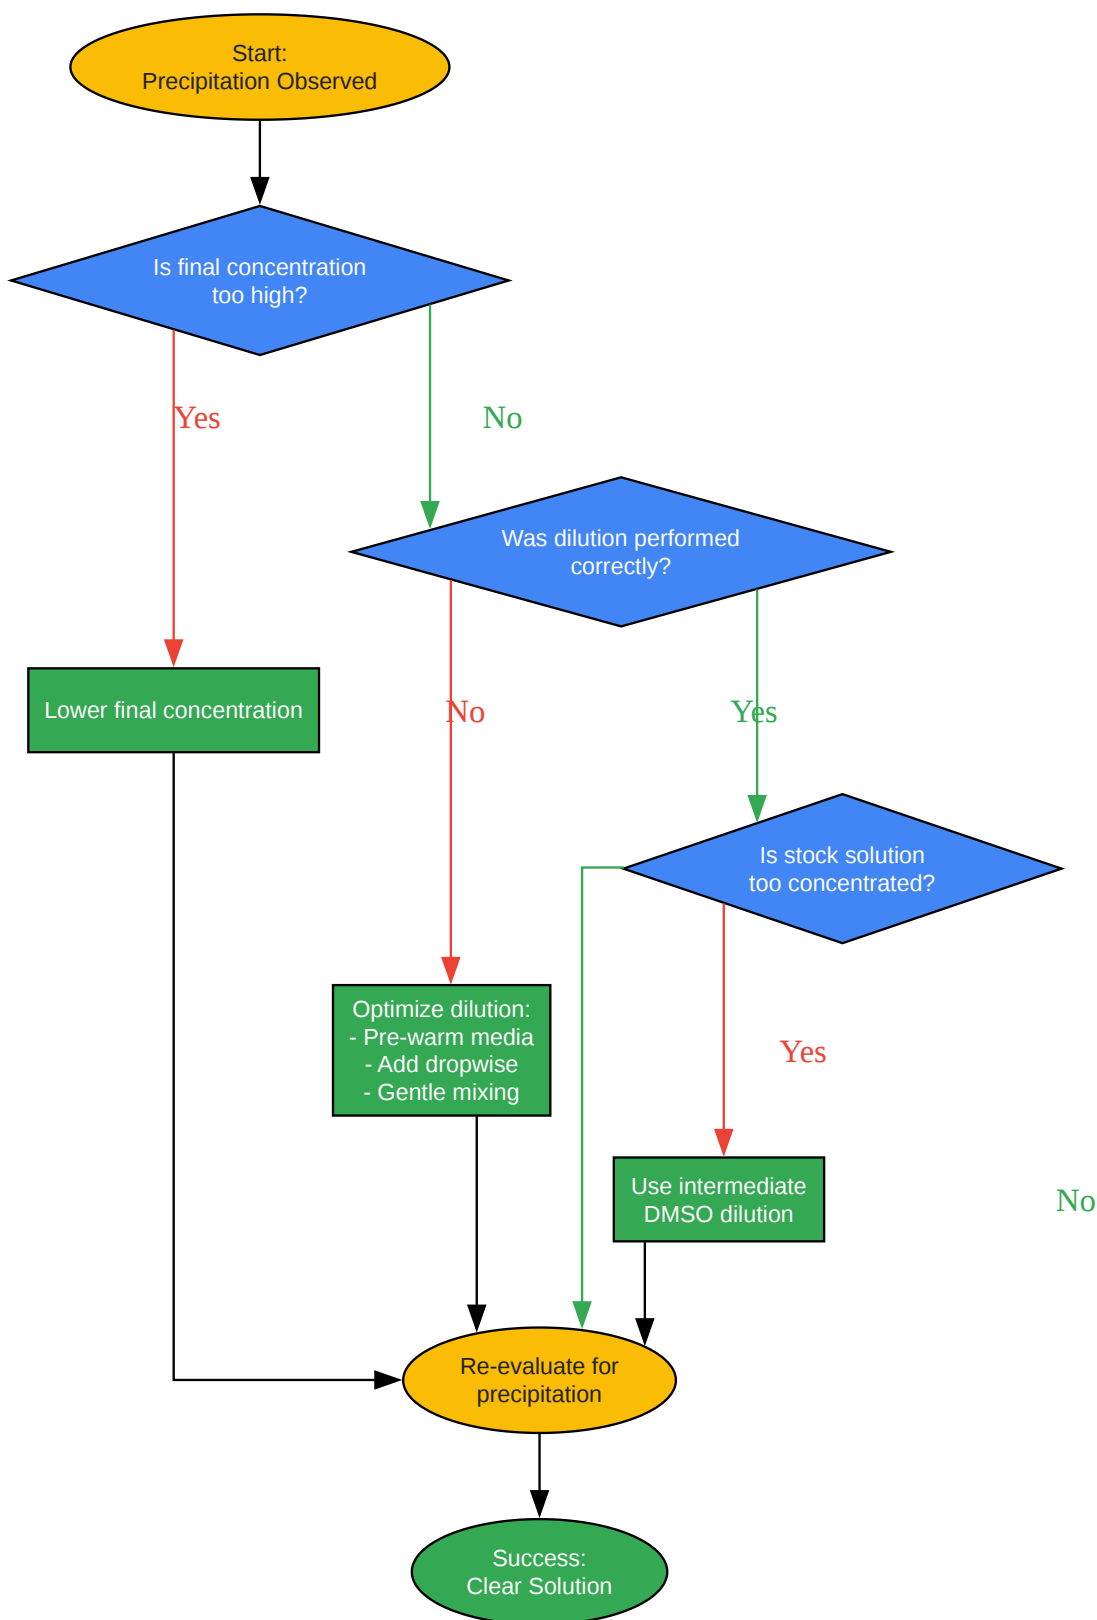 Start:
Precipitation Observed
Is final concentration
too high?
Yes
No
Was dilution performed
correctly?
Lower final concentration
No
Yes
Is stock solution
too concentrated?
Optimize dilution:
- Pre-warm media
- Add dropwise
- Gentle mixing
Yes
Use intermediate
DMSO dilution
No
Re-evaluate for
precipitation
Success:
Clear Solution